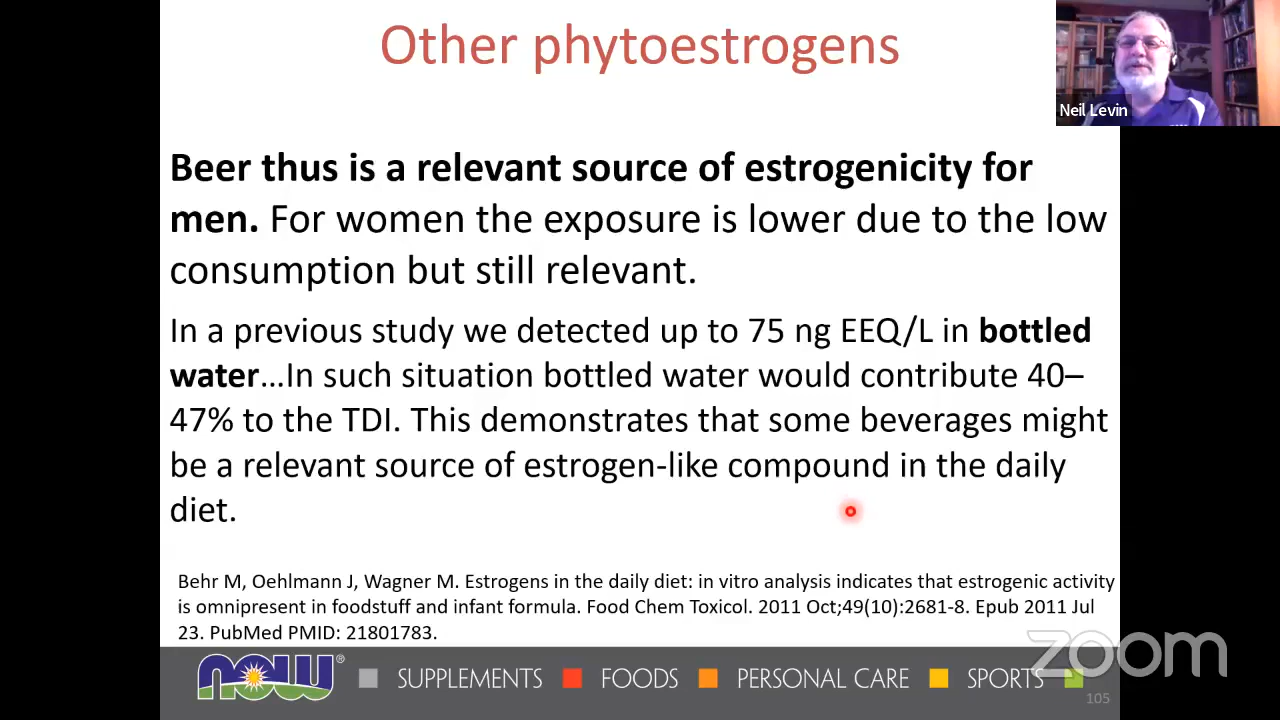 Other phytoestrogens
Neil Levin
Beer thus is a relevant source of estrogenicity for
men. For women the exposure is lower due to the low
consumption but still relevant.
In a previous study we detected up to 75 ng EEQ/L in bottled
water…In such situation bottled water would contribute 40–
47% to the TDI. This demonstrates that some beverages might
be a relevant source of estrogen-like compound in the daily
diet.
Behr M, Oehlmann J, Wagner M. Estrogens in the daily diet: in vitro analysis indicates that estrogenic activity
is omnipresent in foodstuff and infant formula. Food Chem Toxicol. 2011 Oct;49(10):2681-8. Epub 2011 Jul
23. PubMed PMID: 21801783.
NOW® SUPPLEMENTS FOODS PERSONAL CARE SPORTS
zoom
105